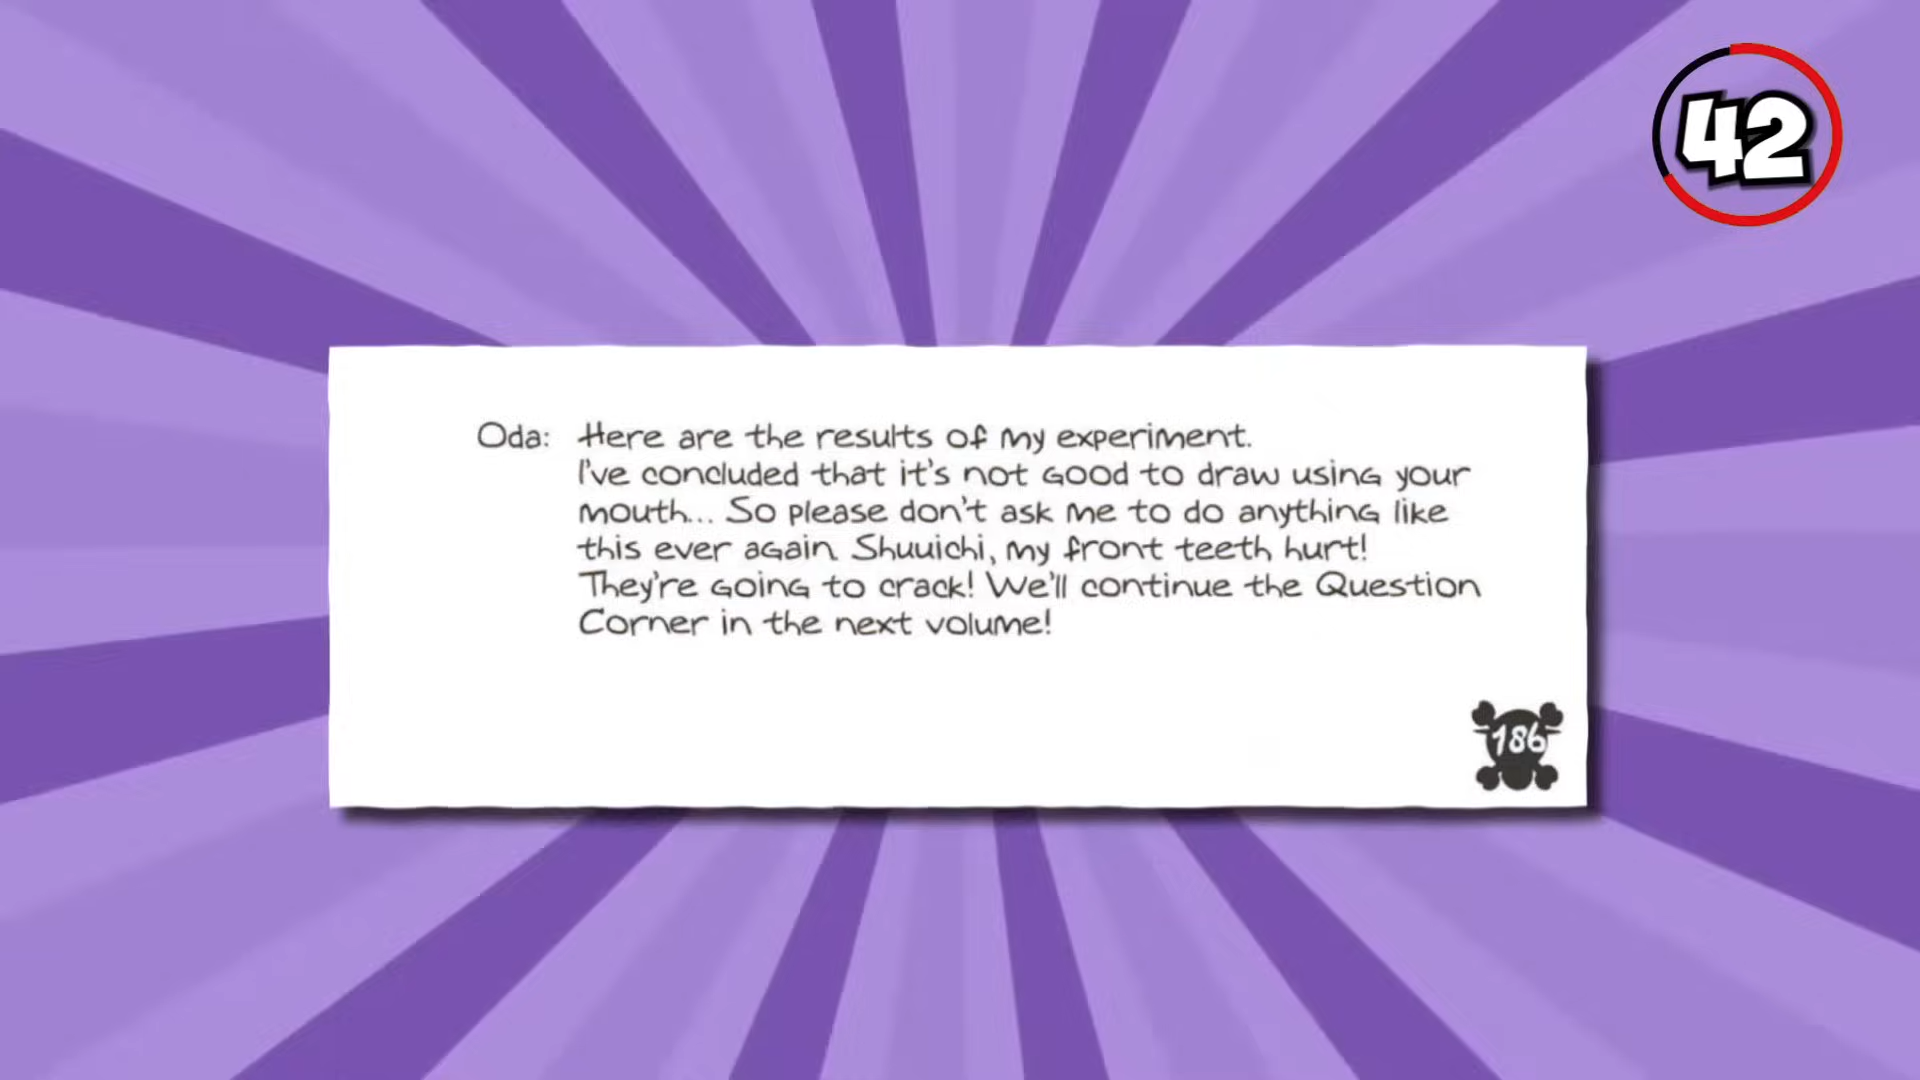 42
Oda: Here are the results of my experiment.
I've concluded that it's not good to draw using your
mouth... So please don't ask me to do anything like
this ever again Shuuichi, my front teeth hurt!
They're going to crack! We'll continue the Question
Corner in the next volume!
186